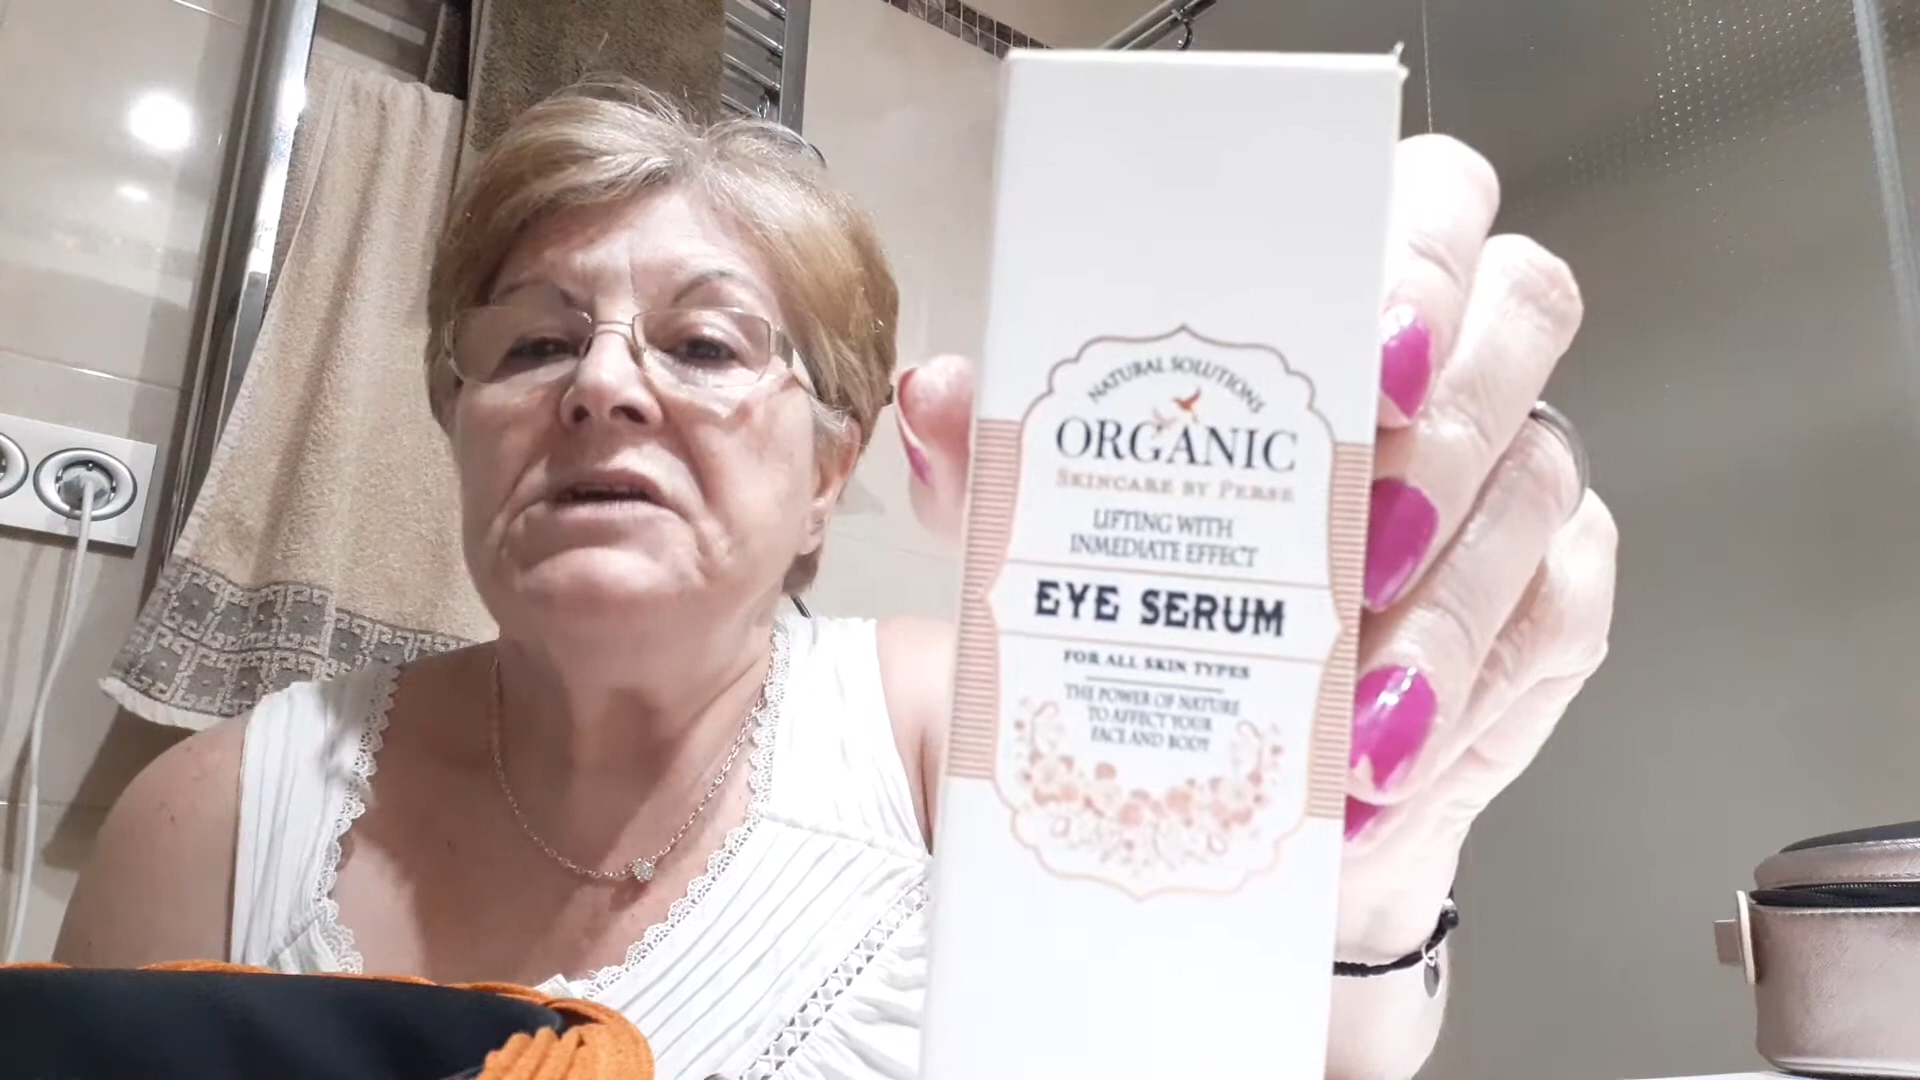 NATURAL SOLUTIONS
ORGANIC
SKINCARE BY PERSE
LIFTING WITH
INMEDIATE EFFECT
EYE SERUM
FOR ALL SKIN TYPES
THE POWER OF NATURE
TO AFFECT YOUR
FACE AND BODY